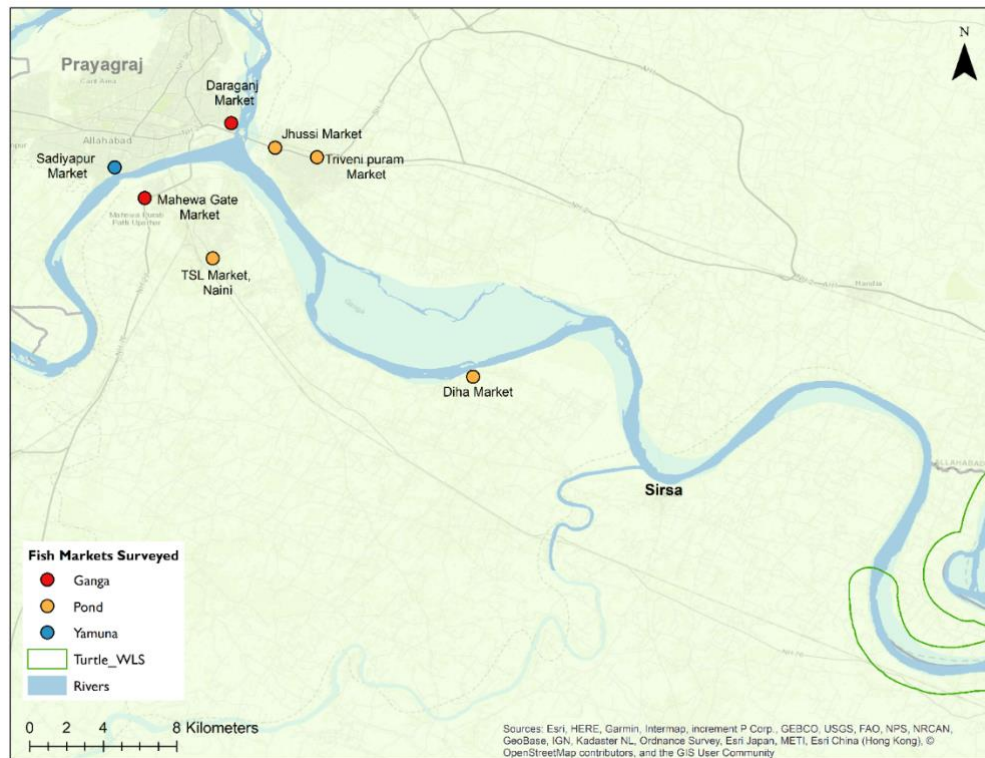 N
Prayagraj
Daraganj
Market
Allahabad
Jhussi Market
Triveni puram
Market
Sadiyapur
Market
Mahewa Gate
Market
TSL Market,
Naini
Ganga
Handia
Diha Market
Sirsa
ALLAHABAD
Fish Markets Surveyed
Ganga
Pond
Yamuna
Turtle_WLS
Rivers
0 2 4 8 Kilometers
Sources: Esri, HERE, Garmin, Intermap, increment P Corp., GEBCO, USGS, FAO, NPS, NRCAN,
GeoBase, IGN, Kadaster NL, Ordnance Survey, Esri Japan, METI, Esri China (Hong Kong), ©
OpenStreetMap contributors, and the GIS User Community